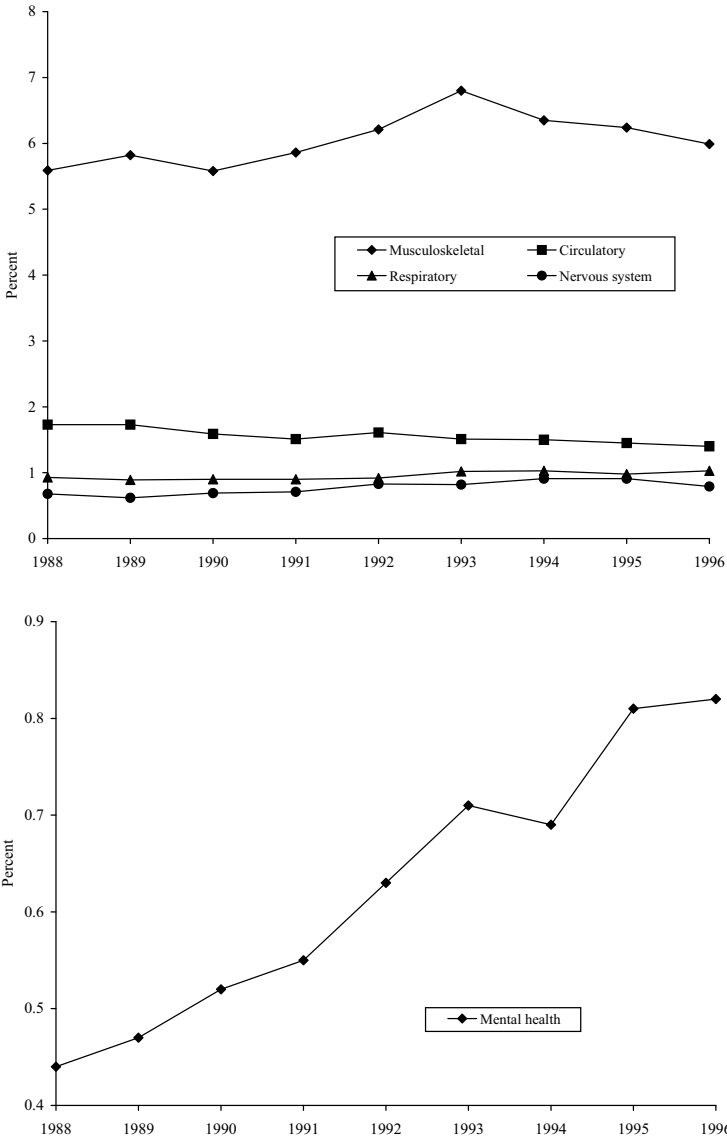 8
7
6
5
4
3
2
1
0
Percent
Musculoskeletal Circulatory
Respiratory Nervous system
1988 1989 1990 1991 1992 1993 1994 1995 1996
0.9
0.8
0.7
0.6
0.5
0.4
Percent
Mental health
1988 1989 1990 1991 1992 1993 1994 1995 1996